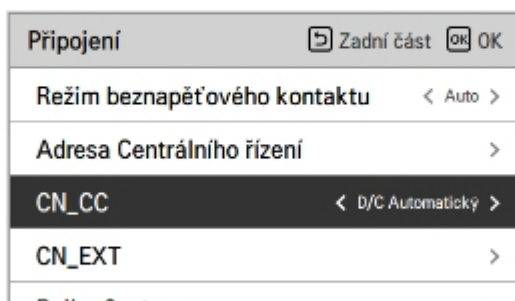 Připojení Zadní část OK OK
Režim beznapěťového kontaktu < Auto >
Adresa Centrálního řízení >
CN_CC < D/C Automatický >
CN_EXT >